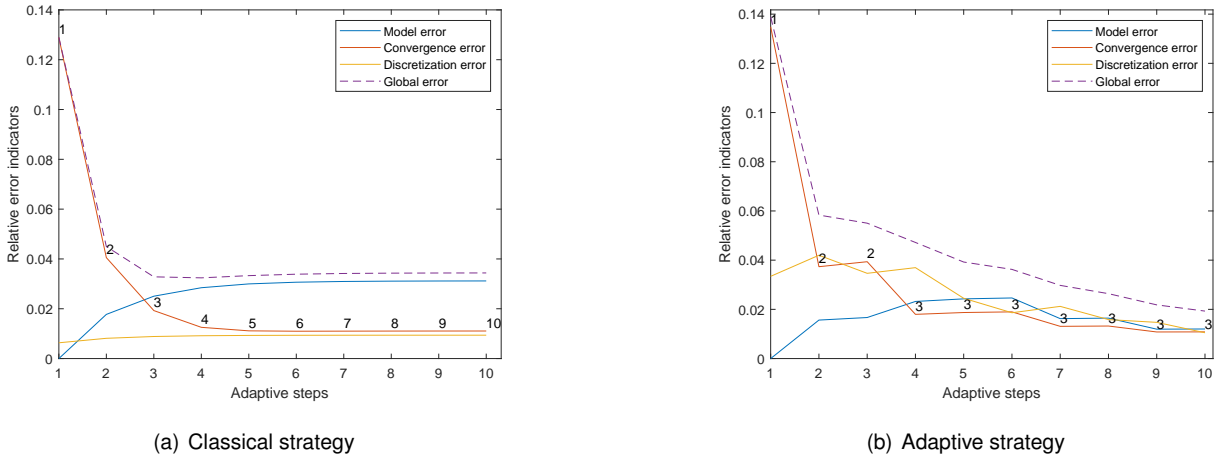 0.14
0.12
0.1
0.08
0.06
0.04
0.02
0
Relative error indicators
1 2 3 4 5 6 7 8 9 10
Adaptive steps
Model error
Convergence error
Discretization error
Global error
1
2
3
4 5 6 7 8 9 10
(a) Classical strategy
0.14
0.12
0.1
0.08
0.06
0.04
0.02
0
Relative error indicators
1 2 3 4 5 6 7 8 9 10
Adaptive steps
Model error
Convergence error
Discretization error
Global error
1
2 2
3 3 3 3 3 3 3
(b) Adaptive strategy